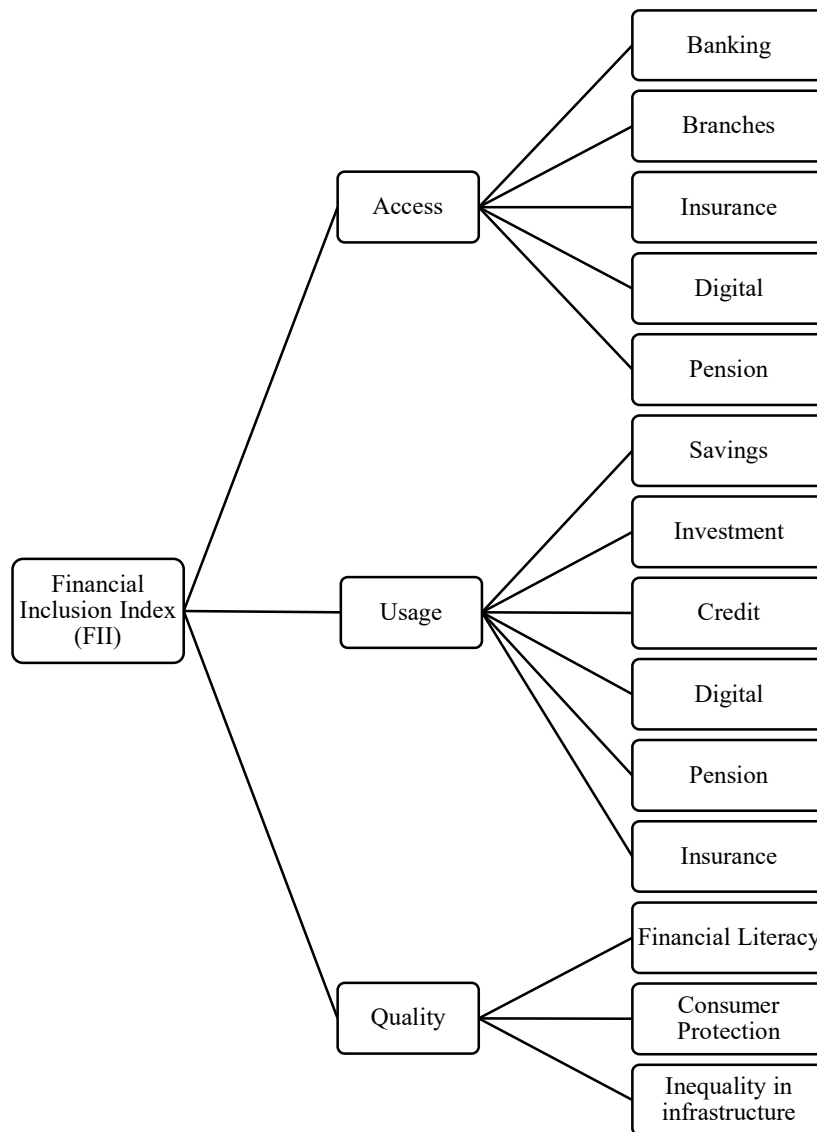 Banking
Branches
Access
Insurance
Digital
Pension
Savings
Investment
Financial
Inclusion Index
(FII)
Usage
Credit
Digital
Pension
Insurance
Financial Literacy
Quality
Consumer
Protection
Inequality in
infrastructure